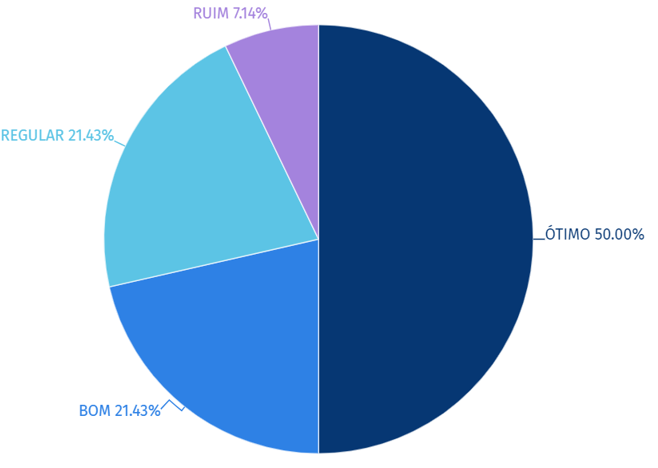 RUIM 7.14%
REGULAR 21.43%
ÓTIMO 50.00%
BOM 21.43%